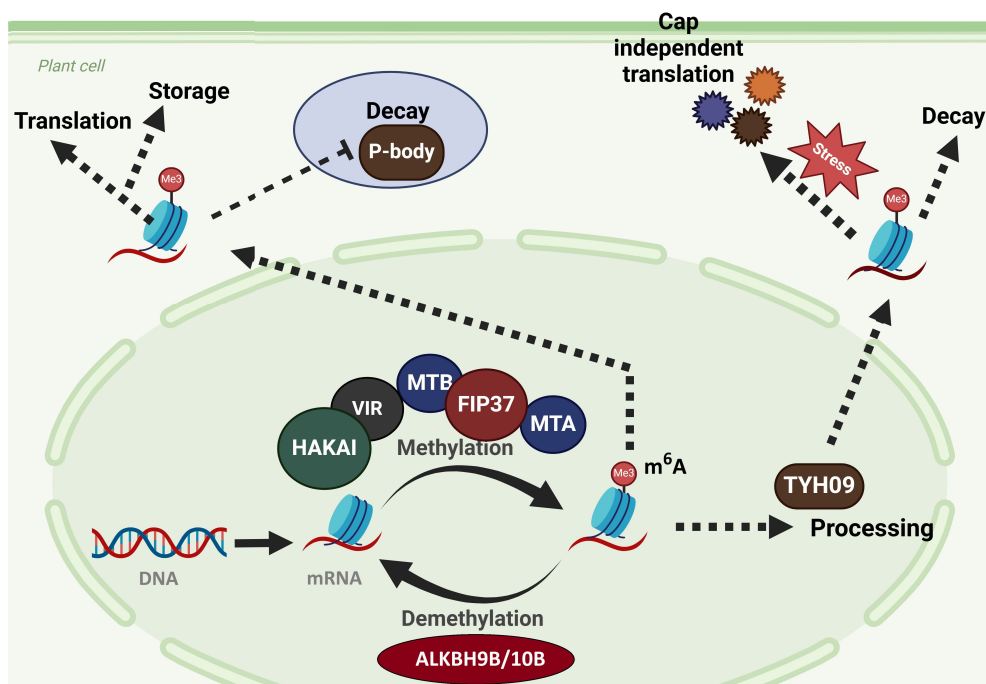 Cap
independent
translation
Plant cell
Storage
Translation
Decay
P-body
Decay
Stress
Me3
Me3
MTB
FIP37
VIR
MTA
HAKAI
Methylation
Me3
m⁶A
TYH09
Processing
DNA
mRNA
Demethylation
ALKBH9B/10B